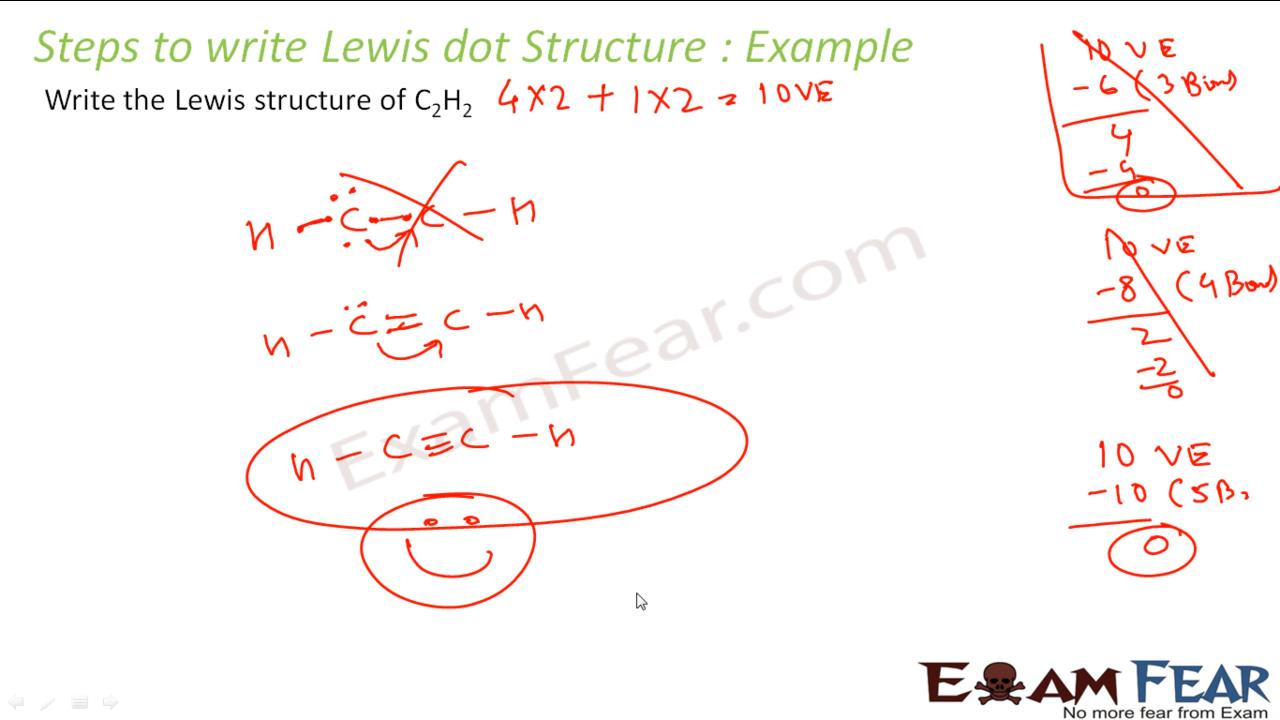 Steps to write Lewis dot Structure : Example
Write the Lewis structure of C₂H₂ 4 X 2 + 1 X 2 = 10 VE
H — C — C — H
H — C = C — H
H — C ≡ C — H
10 VE
- 6 ( 3 Bond)
4
- 4
0
10 VE
- 8 ( 4 Bond)
2
- 2
0
10 VE
- 10 ( 5 B
0
ExamFear.com
EXAM FEAR
No more fear from Exam